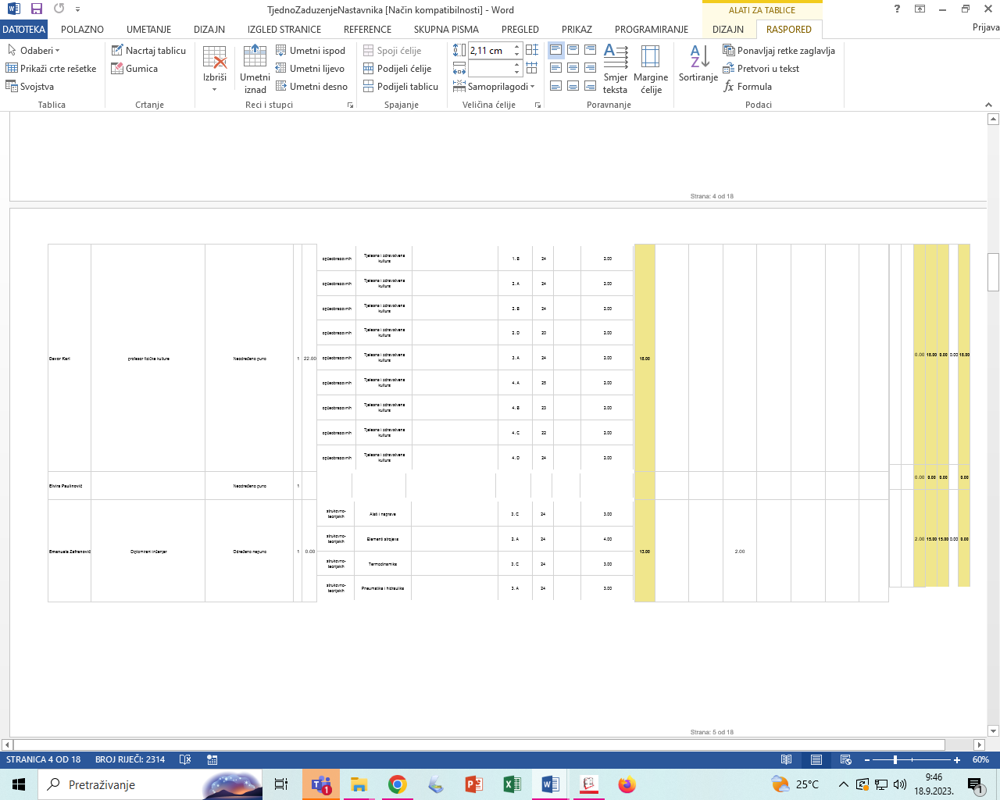 TjednoZaduzenjeNastavnika [Način kompatibilnosti] - Word
ALATI ZA TABLICE
DATOTEKA POLAZNO UMETANJE DIZAJN IZGLED STRANICE REFERENCE SKUPNA PISMA PREGLED PRIKAZ PROGRAMIRANJE DIZAJN RASPORED Prijava
Odaberi
Prikaži crte rešetke
Svojstva
Tablica
Nacrtaj tablicu
Gumica
Crtanje
Izbriši
Umetni iznad
Umetni ispod
Umetni lijevo
Umetni desno
Reci i stupci
Spoji ćelije
Podijeli ćelije
Podijeli tablicu
Spajanje
2,11 cm
Samoprilagodi
Veličina ćelije
Smjer teksta
Margine ćelije
Poravnanje
Sortiranje
Ponavljaj retke zaglavlja
Pretvori u tekst
Formula
Podaci
Strana: 4 od 18
Davor Karl profesor fizičke kulture Neodređeno puno 1 22.00
općeobrazovnih Tjelesna i zdravstvena kultura 1. B 24 2.00
općeobrazovnih Tjelesna i zdravstvena kultura 2. A 24 2.00
općeobrazovnih Tjelesna i zdravstvena kultura 2. B 24 2.00
općeobrazovnih Tjelesna i zdravstvena kultura 2. D 20 2.00
općeobrazovnih Tjelesna i zdravstvena kultura 3. A 24 2.00
općeobrazovnih Tjelesna i zdravstvena kultura 4. A 25 2.00
općeobrazovnih Tjelesna i zdravstvena kultura 4. B 23 2.00
općeobrazovnih Tjelesna i zdravstvena kultura 4. C 22 2.00
općeobrazovnih Tjelesna i zdravstvena kultura 4. D 24 2.00
18.00 0.00 18.00 0.00 0.00 18.00
Elvira Paulinovič Neodređeno puno 1 0.00 0.00 0.00 0.00
Emanuela Zefranović Diplomirani inženjer Određeno nepuno 1 0.00
strukovno-teorijskih Alati i naprave 3. C 24 3.00
strukovno-teorijskih Elementi strojeva 2. A 24 4.00
strukovno-teorijskih Termodinamika 3. C 24 3.00
strukovno-teorijskih Pneumatika i hidraulika 3. A 24 3.00
13.00 2.00 2.00 15.00 15.00 0.00 0.00
Strana: 5 od 18
STRANICA 4 OD 18 BROJ RIJEČI: 2314 60%
Pretraživanje 1 25°C 9:46
18.9.2023. 1